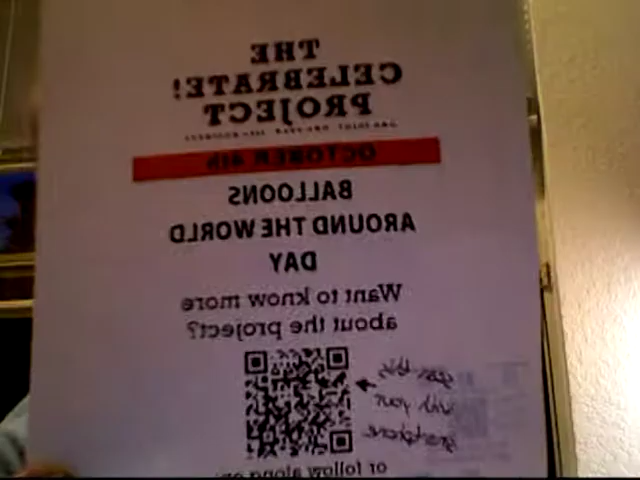 THE
CELEBRATE!
PROJECT
OCTOBER 4th
BALLOONS
AROUND THE WORLD
DAY
Want to know more
about the project?
scan this
with your
smartphone
or follow along on